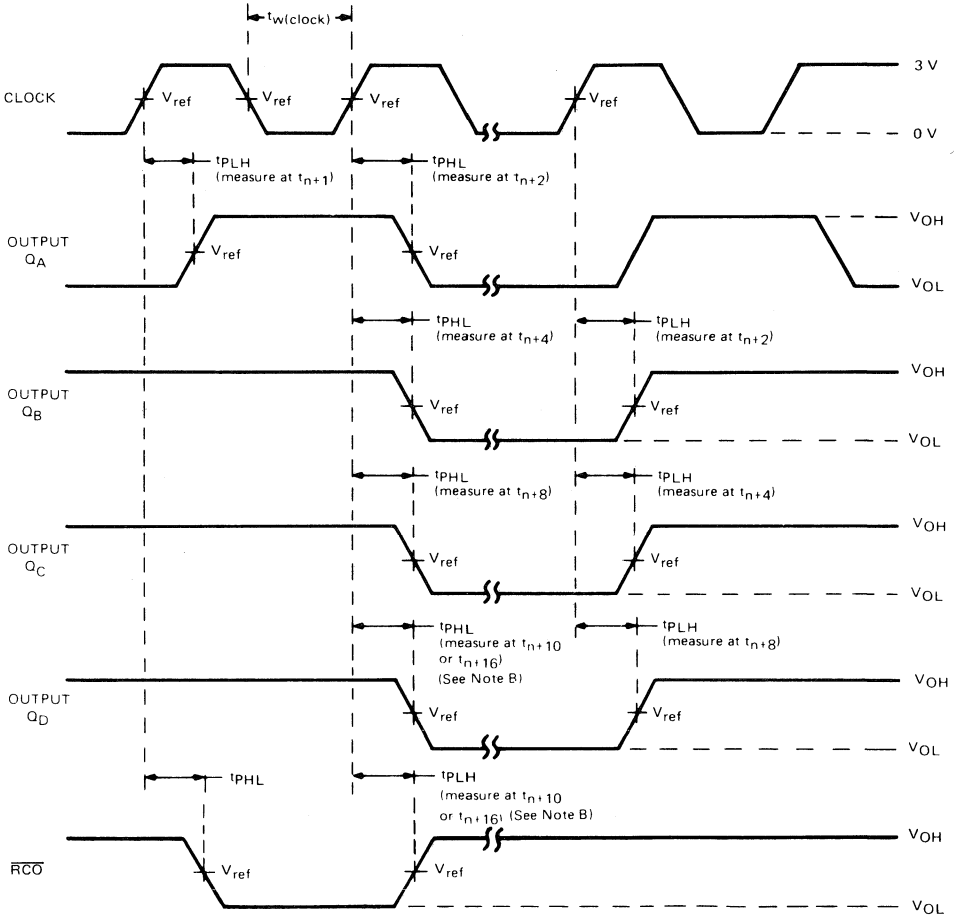 tw(clock)
3 V
CLOCK
Vref
Vref
Vref
Vref
0 V
tPLH
(measure at tn+1)
tPHL
(measure at tn+2)
VOH
OUTPUT
QA
Vref
Vref
VOL
tPHL
(measure at tn+4)
tPLH
(measure at tn+2)
VOH
OUTPUT
QB
Vref
Vref
VOL
tPHL
(measure at tn+8)
tPLH
(measure at tn+4)
VOH
OUTPUT
QC
Vref
Vref
VOL
tPHL
(measure at tn+10
or tn+16)
(See Note B)
tPLH
(measure at tn+8)
VOH
OUTPUT
QD
Vref
Vref
VOL
tPHL
tPLH
(measure at tn+10
or tn+16) (See Note B)
VOH
RCO
Vref
Vref
VOL